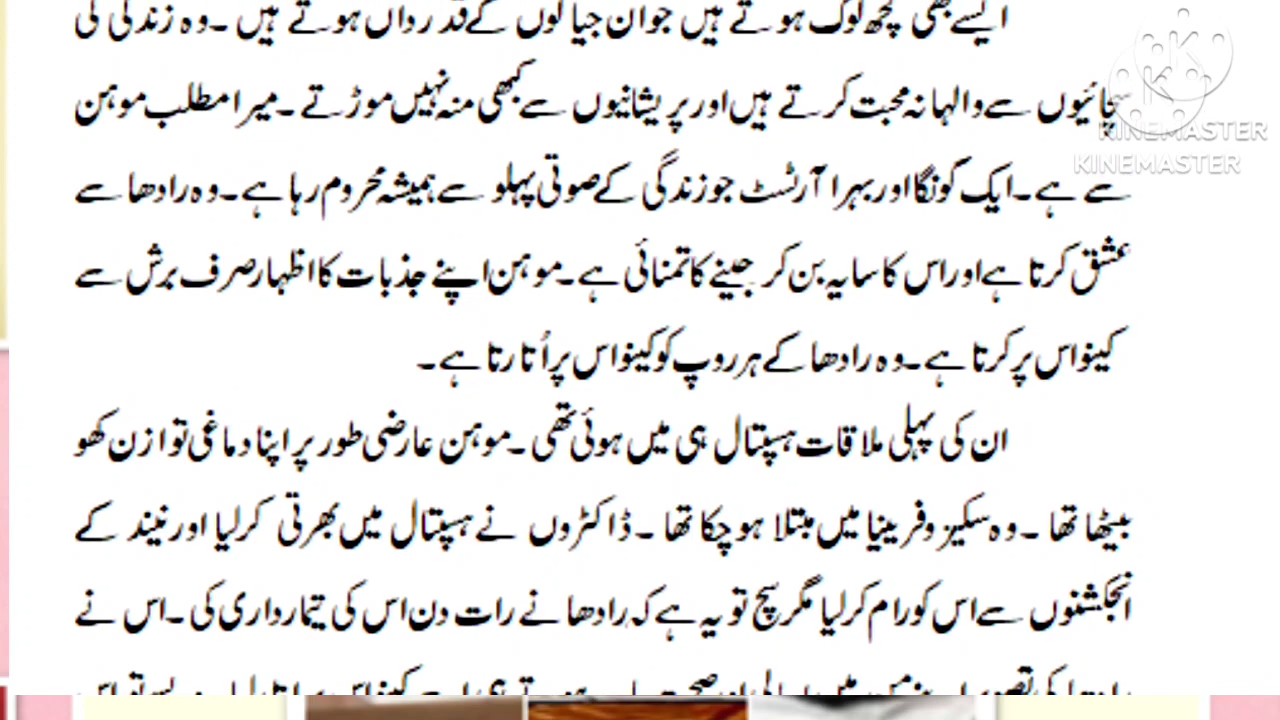 ایسے بھی کچھ لوگ ہوتے ہیں جو ان جیالوں کے قدرداں ہوتے ہیں ۔ وہ زندگی کی
سچائیوں سے والہانہ محبت کرتے ہیں اور پریشانیوں سے کبھی منہ نہیں موڑتے ۔ میرا مطلب موہن
سے ہے ۔ ایک گونگا اور بہرا آرٹسٹ جو زندگی کے صوتی پہلو سے ہمیشہ محروم رہا ہے ۔ وہ رادھا سے
عشق کرتا ہے اور اس کا سایہ بن کر جینے کا تمنائی ہے ۔ موہن اپنے جذبات کا اظہار صرف برش سے
کینواس پر کرتا ہے ۔ وہ رادھا کے ہر روپ کو کینواس پر اُتارتا ہے ۔
ان کی پہلی ملاقات ہسپتال ہی میں ہوئی تھی ۔ موہن عارضی طور پر اپنا دماغی توازن کھو
بیٹھا تھا ۔ وہ سکیزوفرینیا میں مبتلا ہو چکا تھا ۔ ڈاکٹروں نے ہسپتال میں بھرتی کرلیا اور نیند کے
انجکشنوں سے اس کو رام کرلیا مگر سچ تو یہ ہے کہ رادھا نے رات دن اس کی تیمارداری کی ۔ اس نے
KINEMASTER
KINEMASTER